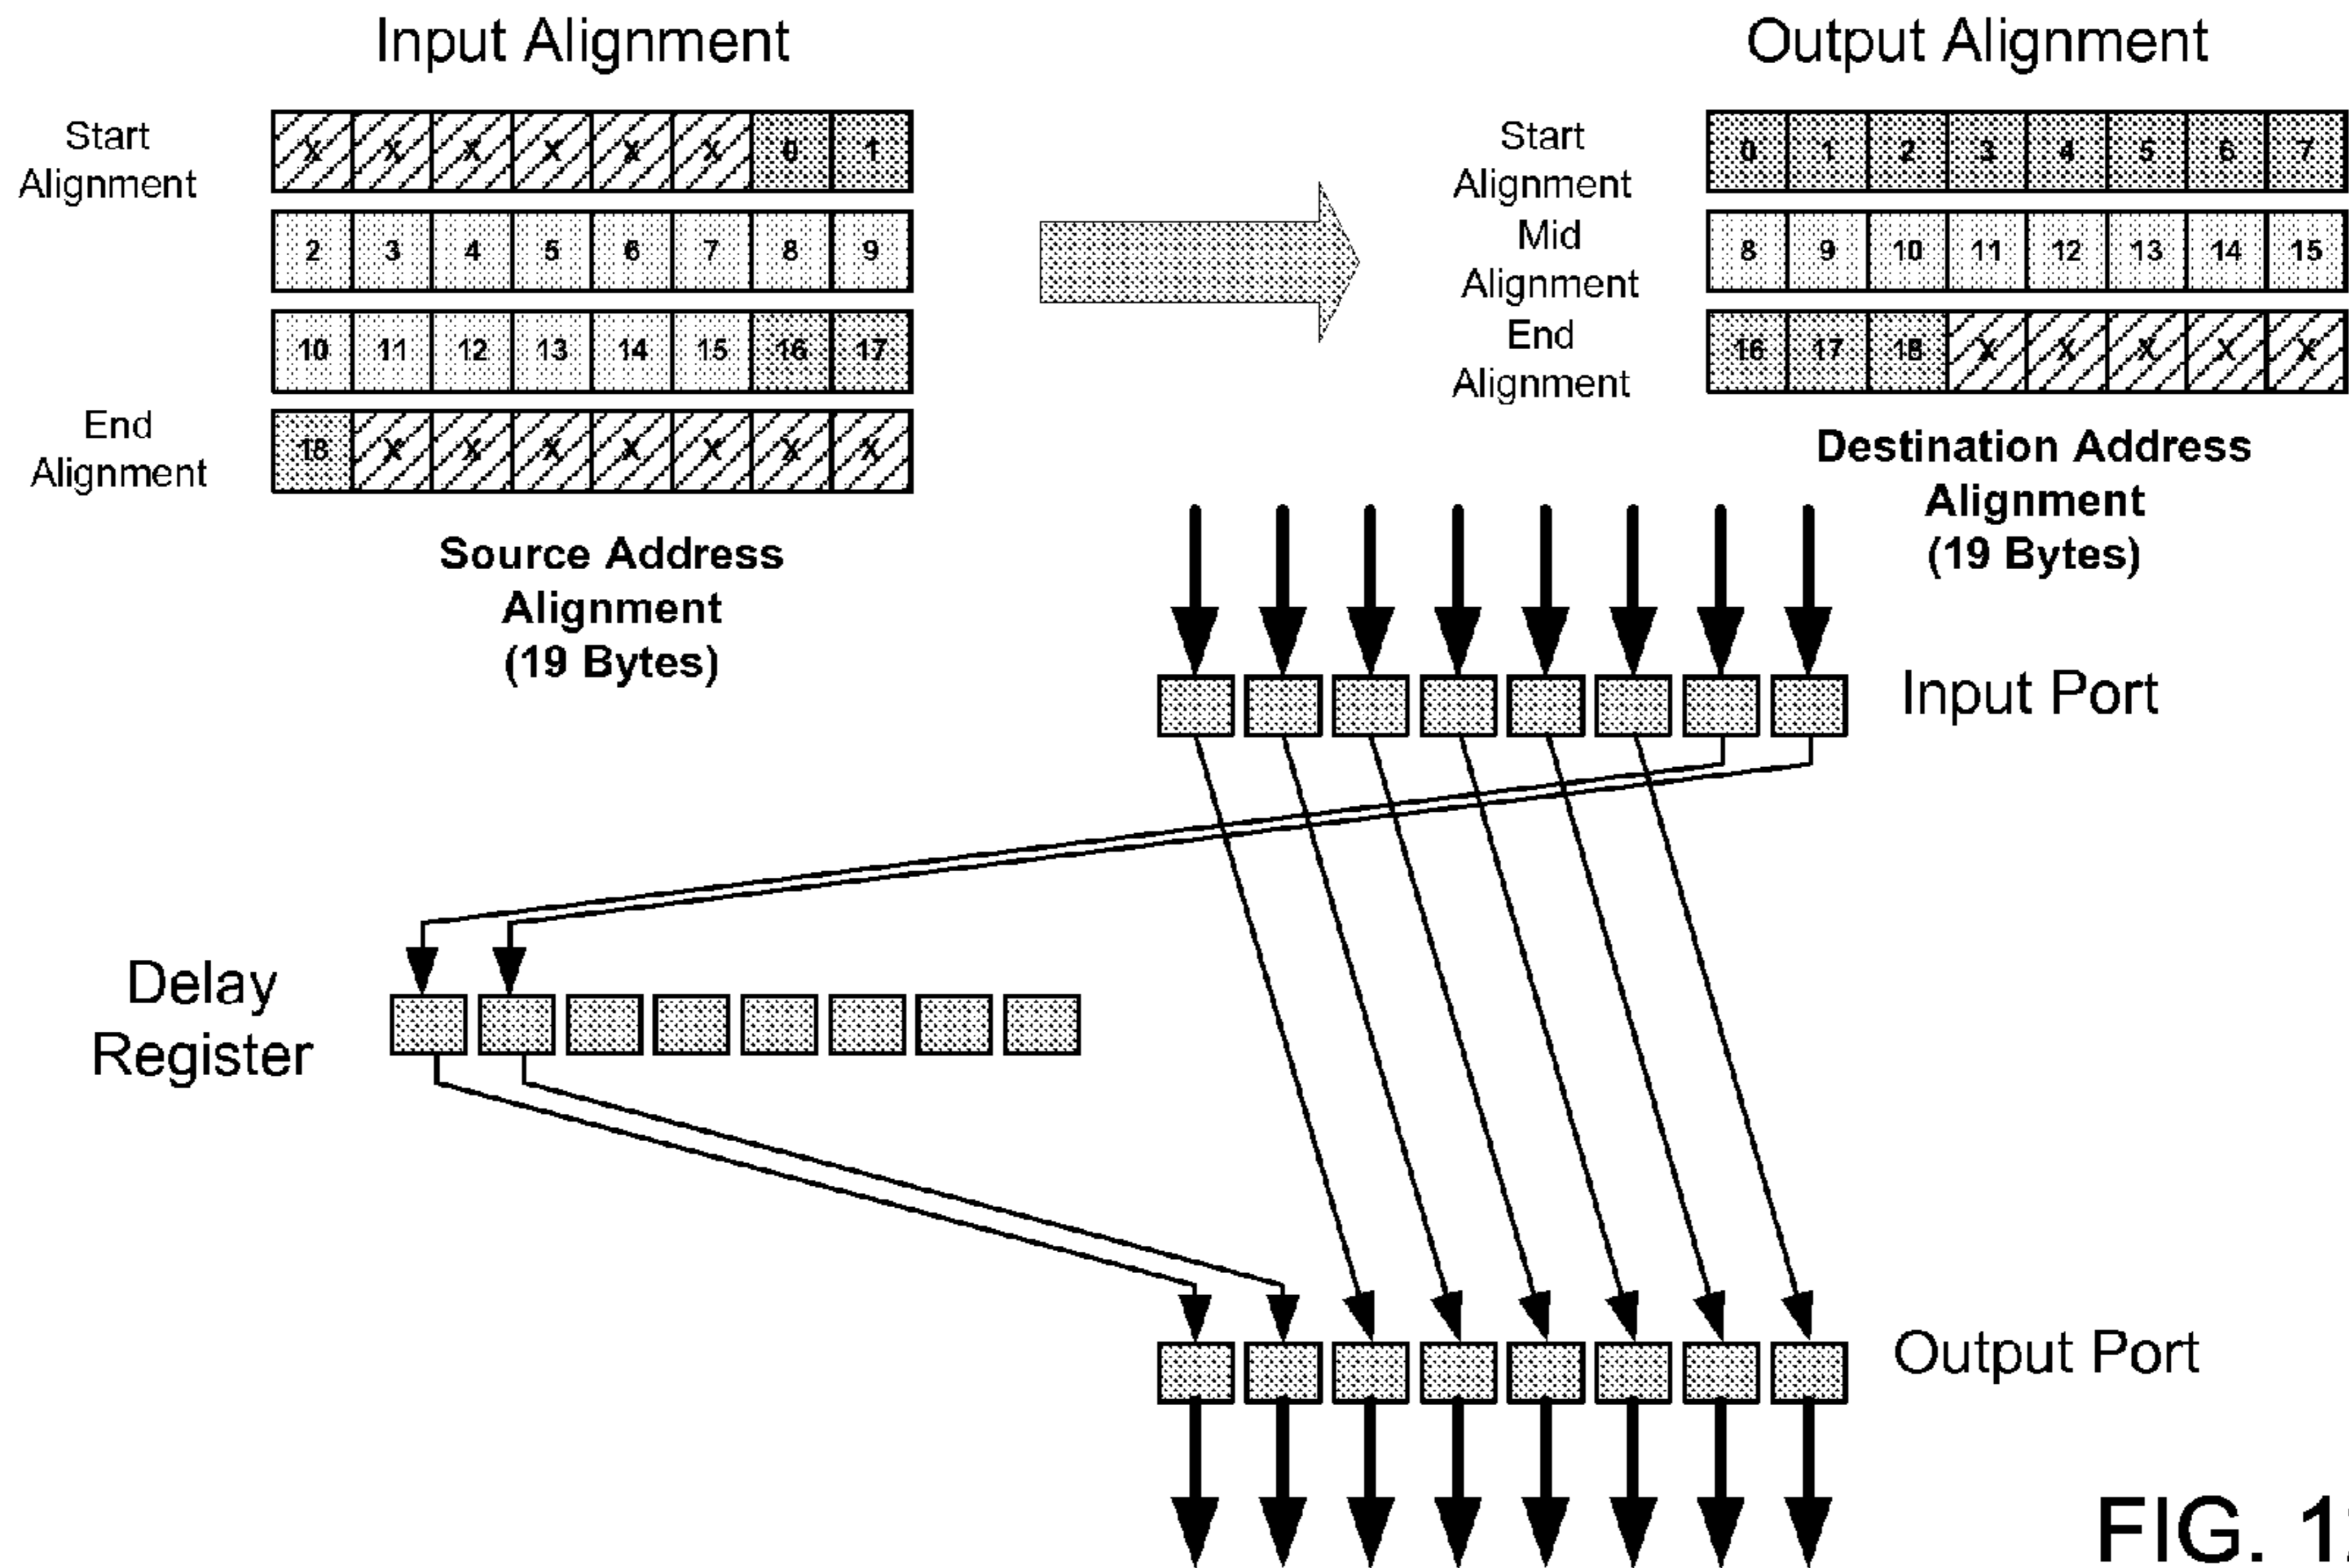 Input Alignment
Output Alignment
Start
Alignment
X X X X X X 0 1
2 3 4 5 6 7 8 9
10 11 12 13 14 15 16 17
End
Alignment
18 X X X X X X X
Source Address
Alignment
(19 Bytes)
Start
Alignment
0 1 2 3 4 5 6 7
Mid
Alignment
8 9 10 11 12 13 14 15
End
Alignment
16 17 18 X X X X X
Destination Address
Alignment
(19 Bytes)
Input Port
Delay
Register
Output Port
FIG.